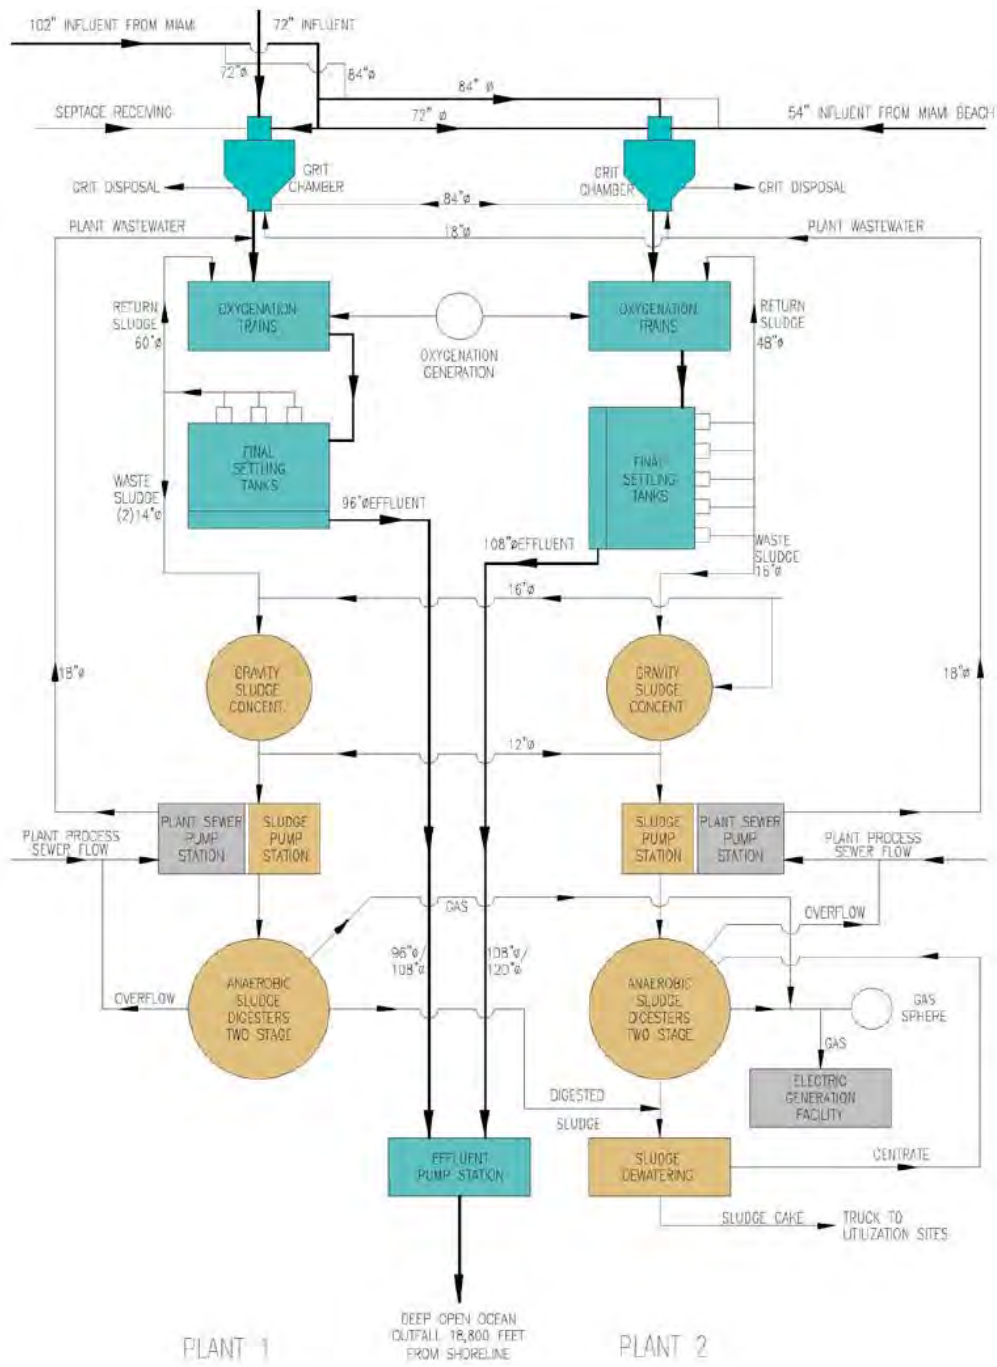 102" INFLUENT FROM MIAMI
72" INFLUENT
72"ø
84"ø
84" ø
SEPTAGE RECEIVING
72" ø
54" INFLUENT FROM MIAMI BEACH
GRIT
CHAMBER
GRIT
CHAMBER
GRIT DISPOSAL
GRIT DISPOSAL
84"ø
PLANT WASTEWATER
18"ø
PLANT WASTEWATER
RETURN
SLUDGE
60"ø
OXYGENATION
TRAINS
OXYGENATION
GENERATION
OXYGENATION
TRAINS
RETURN
SLUDGE
48"ø
FINAL
SETTLING
TANKS
FINAL
SETTLING
TANKS
WASTE
SLUDGE
(2)14"ø
96"øEFFLUENT
108"øEFFLUENT
WASTE
SLUDGE
16"ø
16"ø
GRAVITY
SLUDGE
CONCENT.
GRAVITY
SLUDGE
CONCENT.
18"ø
18"ø
12"ø
PLANT SEWER
PUMP
STATION
SLUDGE
PUMP
STATION
SLUDGE
PUMP
STATION
PLANT SEWER
PUMP
STATION
PLANT PROCESS
SEWER FLOW
PLANT PROCESS
SEWER FLOW
GAS
OVERFLOW
96"ø/
108"ø
108"ø/
120"ø
OVERFLOW
ANAEROBIC
SLUDGE
DIGESTERS
TWO STAGE
ANAEROBIC
SLUDGE
DIGESTERS
TWO STAGE
GAS
SPHERE
GAS
ELECTRIC
GENERATION
FACILITY
DIGESTED
SLUDGE
EFFLUENT
PUMP STATION
SLUDGE
DEWATERING
CENTRATE
SLUDGE CAKE
TRUCK TO
UTILIZATION SITES
DEEP OPEN OCEAN
OUTFALL 18,800 FEET
FROM SHORELINE
PLANT 1
PLANT 2